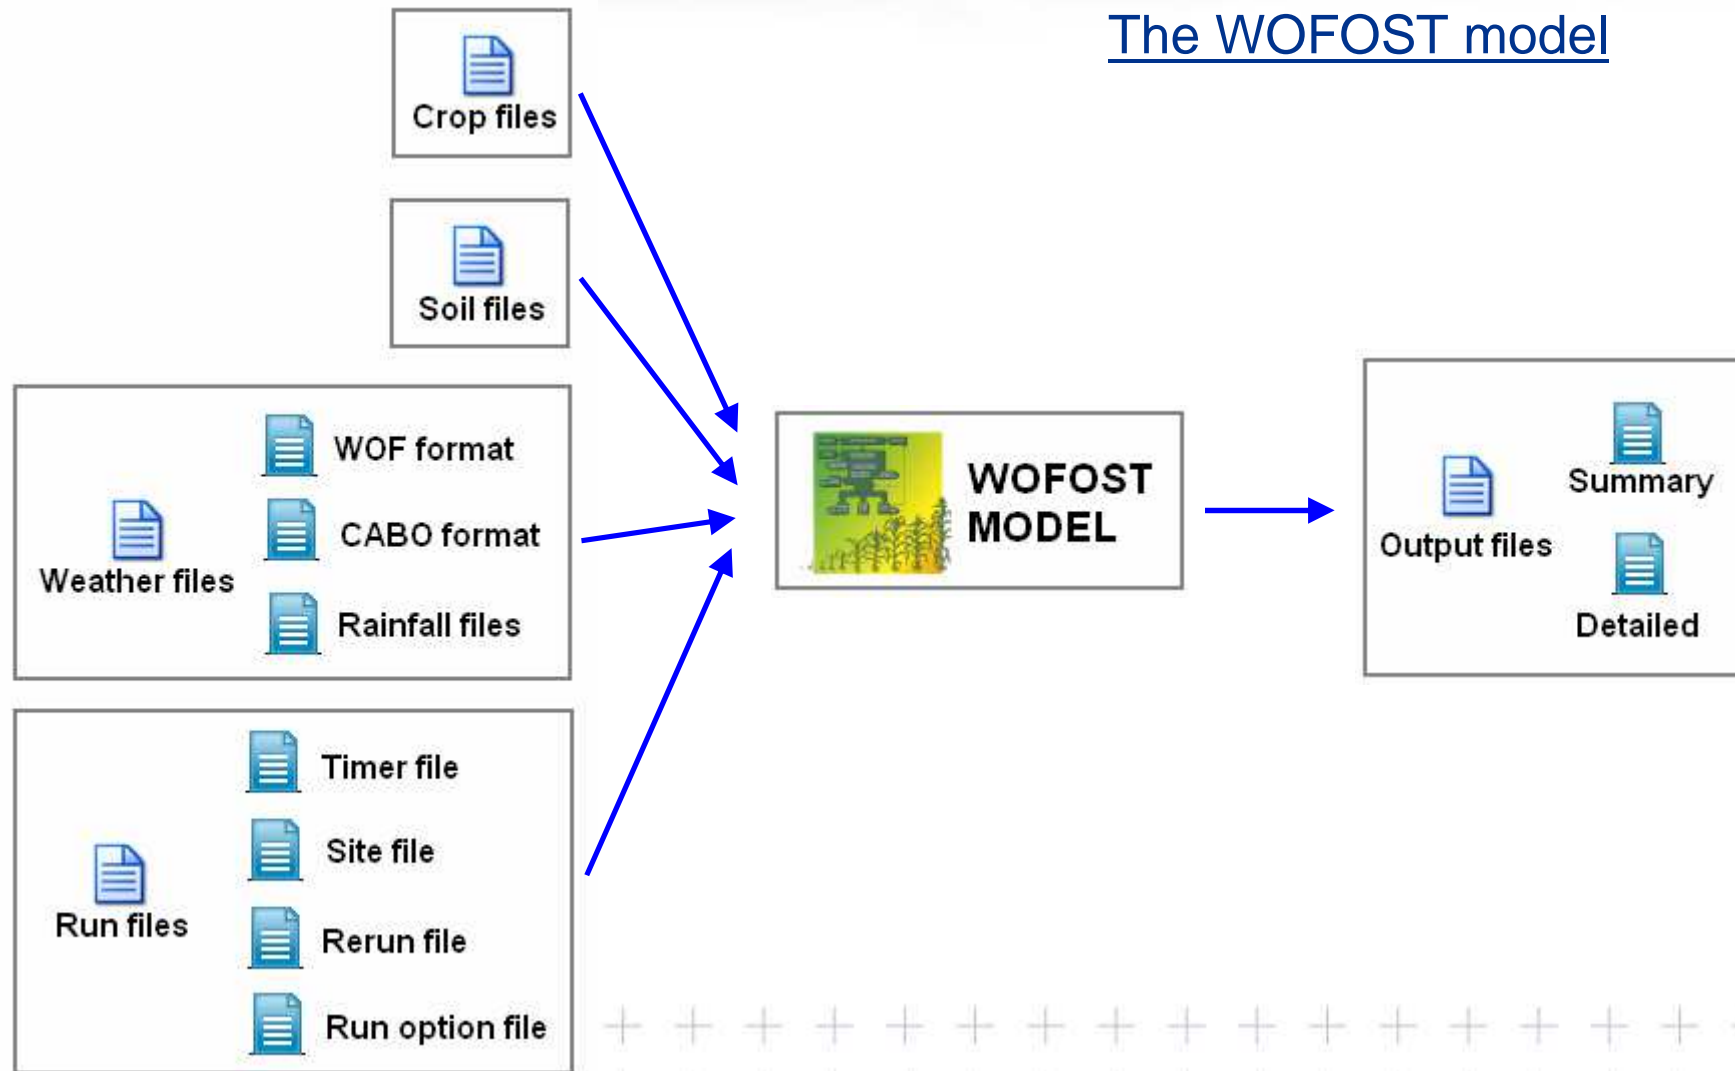 The WOFOST model
Crop files
Soil files
Weather files
WOF format
CABO format
Rainfall files
Run files
Timer file
Site file
Rerun file
Run option file
WOFOST
MODEL
Output files
Summary
Detailed